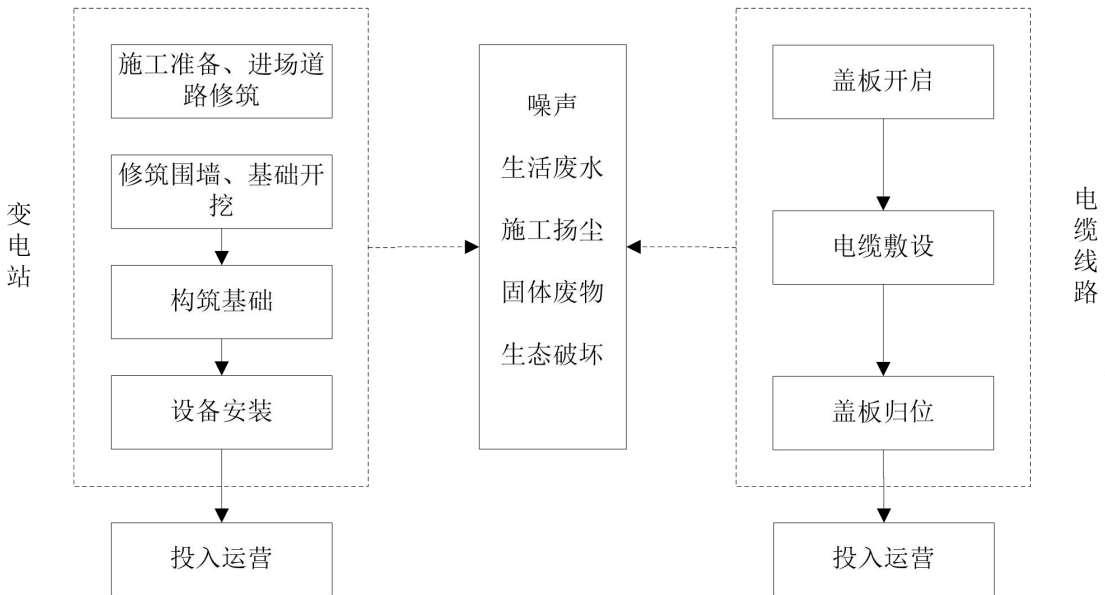 变电站
施工准备、进场道
路修筑
修筑围墙、基础开
挖
构筑基础
设备安装
投入运营
噪声
生活废水
施工扬尘
固体废物
生态破坏
盖板开启
电缆敷设
盖板归位
投入运营
电缆线路